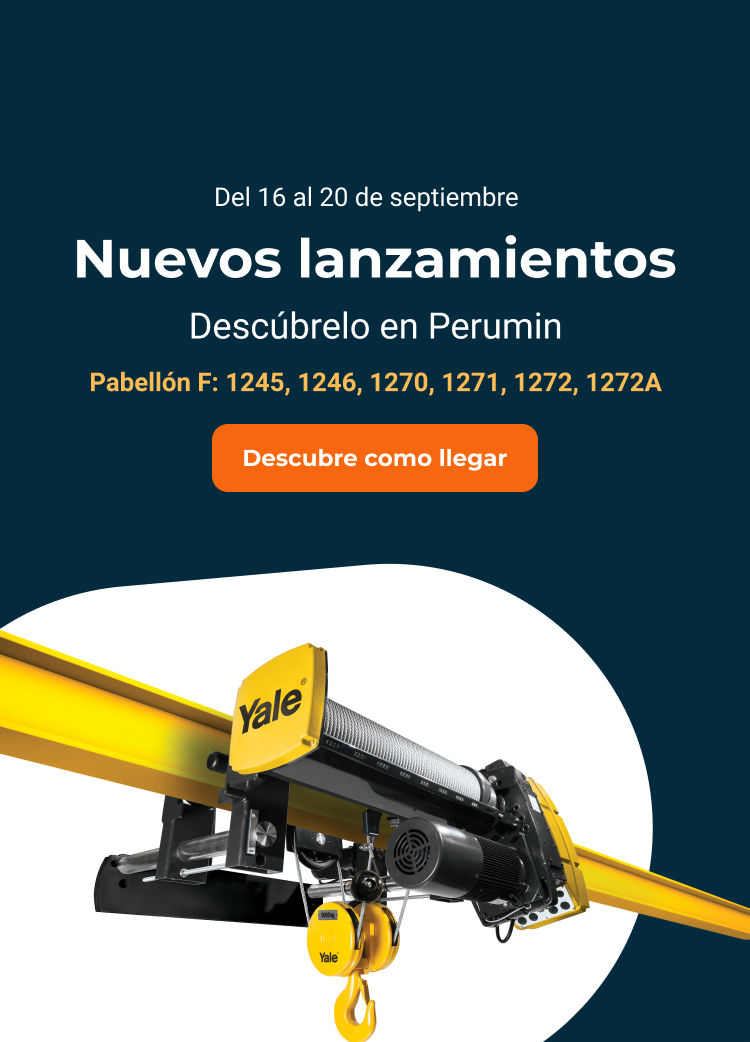 Del 16 al 20 de septiembre
Nuevos lanzamientos
Descúbrelo en Perumin
Pabellón F: 1245, 1246, 1270, 1271, 1272, 1272A
Descubre como llegar
Yale®
Yale